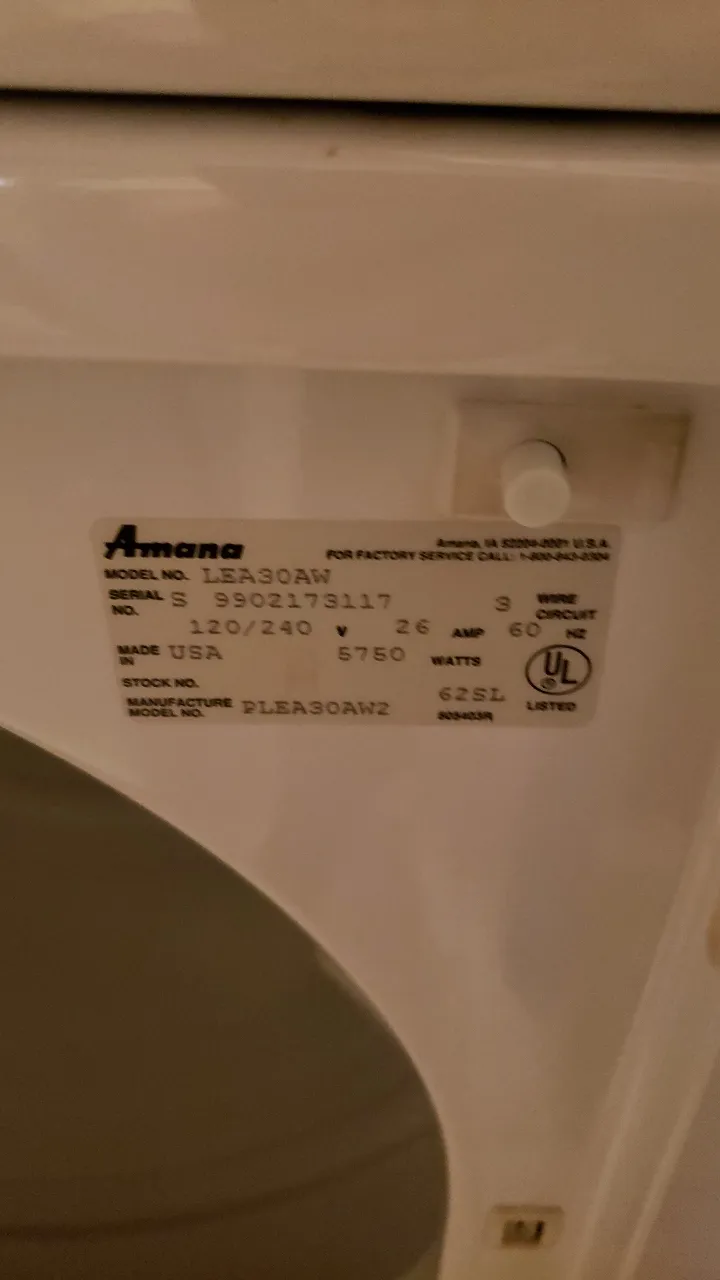 Amana
Amana, IA 52204-0001 U.S.A.
FOR FACTORY SERVICE CALL: 1-800-843-0304
MODEL NO. LEA30AW
SERIAL NO. S 9902173117 3 WIRE CIRCUIT
120/240 V 26 AMP 60 HZ
MADE IN USA 5750 WATTS
UL
STOCK NO.
MANUFACTURE MODEL NO. PLEA30AW2 62SL LISTED